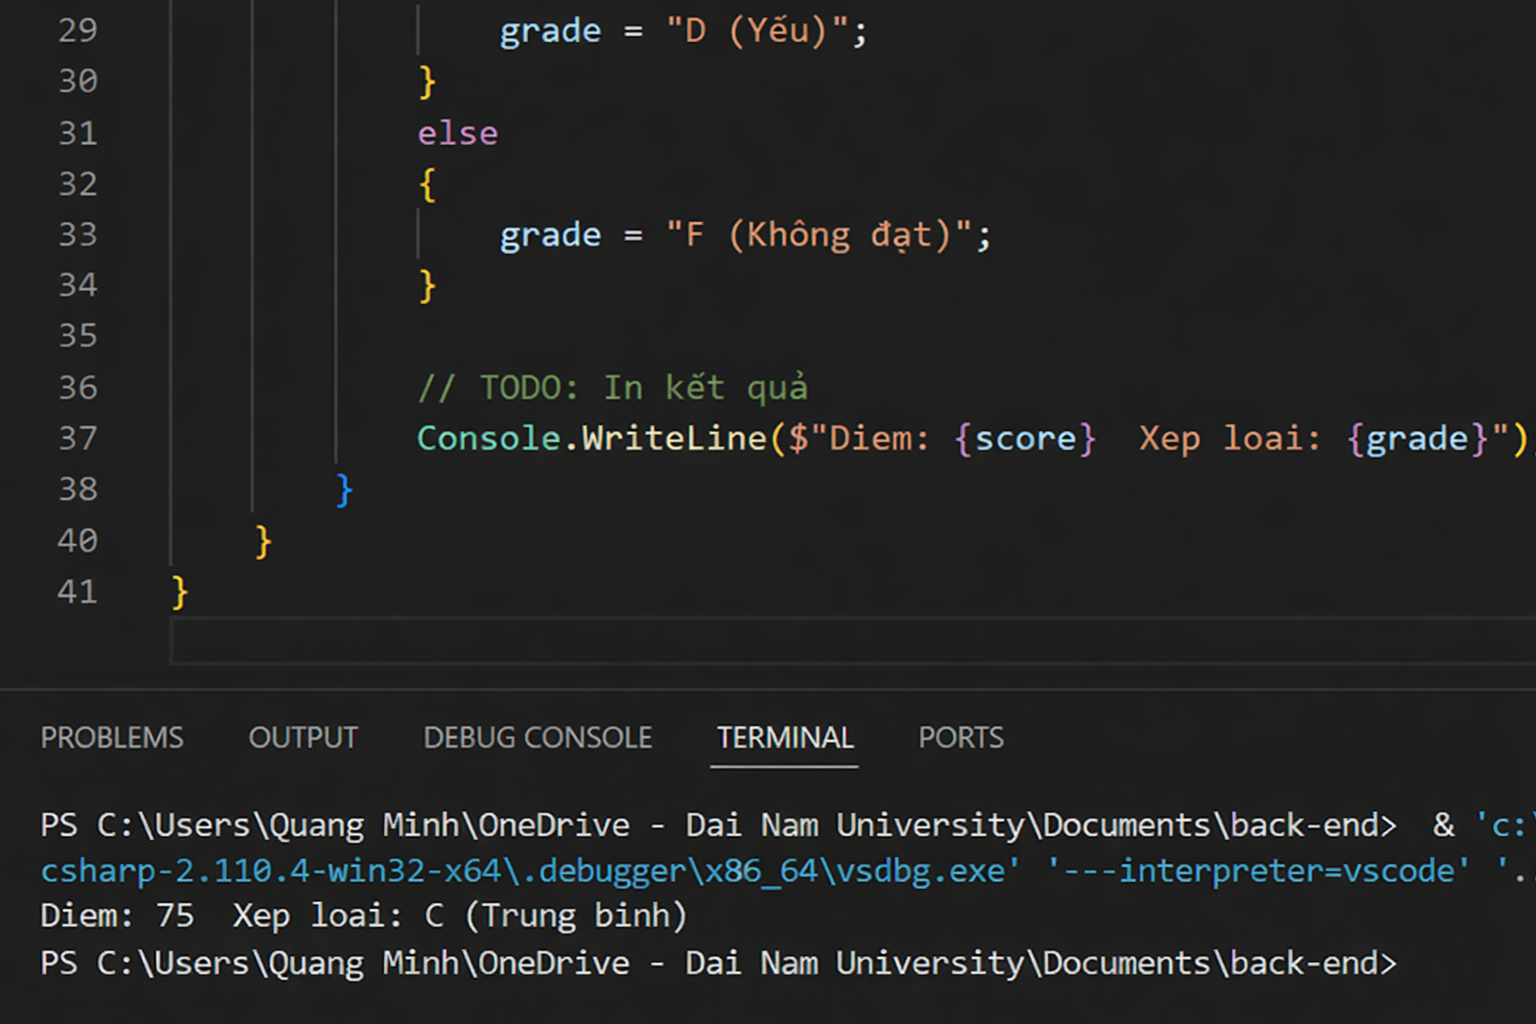 29 grade = "D (Yếu)";
30 }
31 else
32 {
33 grade = "F (Không đạt)";
34 }
35
36 // TODO: In kết quả
37 Console.WriteLine($"Diem: {score}  Xep loai: {grade}")
38 }
40 }
41 }
PROBLEMS OUTPUT DEBUG CONSOLE TERMINAL PORTS
PS C:\Users\Quang Minh\OneDrive - Dai Nam University\Documents\back-end>  & 'c:\
csharp-2.110.4-win32-x64\.debugger\x86_64\vsdbg.exe' '---interpreter=vscode' '..
Diem: 75  Xep loai: C (Trung binh)
PS C:\Users\Quang Minh\OneDrive - Dai Nam University\Documents\back-end>